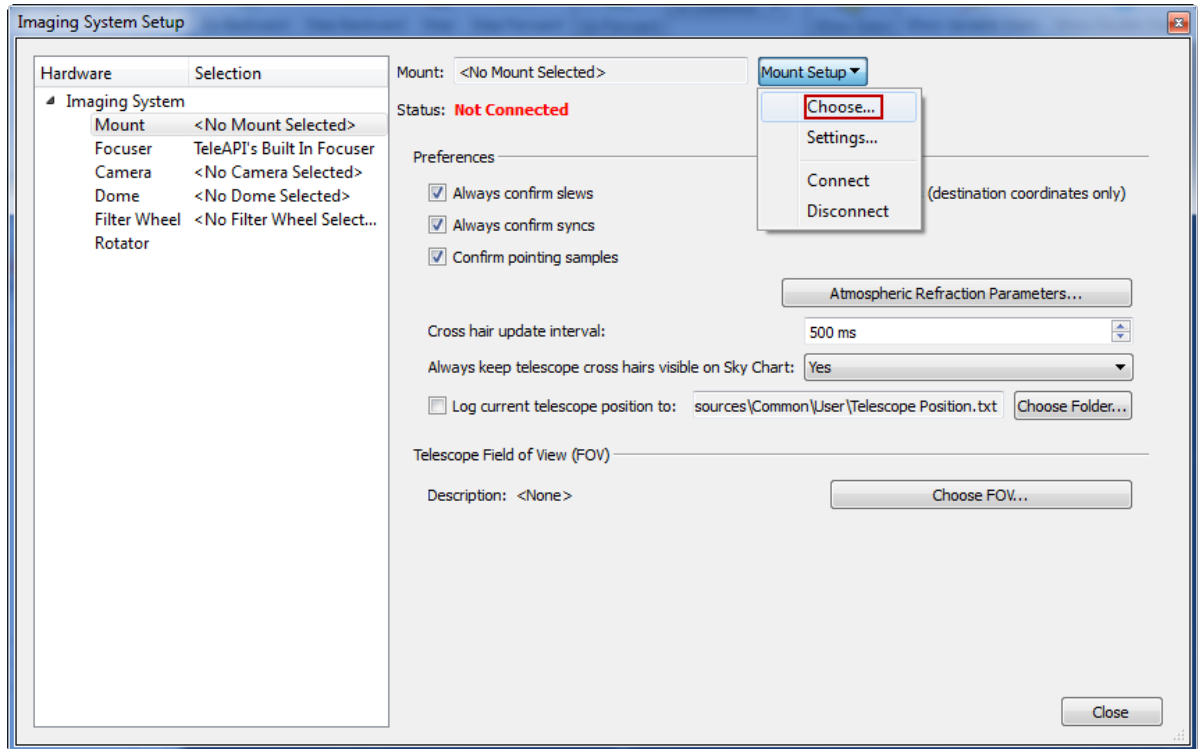 Imaging System Setup
Hardware Selection
Imaging System
Mount <No Mount Selected>
Focuser TeleAPI's Built In Focuser
Camera <No Camera Selected>
Dome <No Dome Selected>
Filter Wheel <No Filter Wheel Select...
Rotator
Mount: <No Mount Selected> Mount Setup
Status: Not Connected
Choose...
Settings...
Connect
Disconnect
Preferences
Always confirm slews (destination coordinates only)
Always confirm syncs
Confirm pointing samples
Atmospheric Refraction Parameters...
Cross hair update interval: 500 ms
Always keep telescope cross hairs visible on Sky Chart: Yes
Log current telescope position to: sources\Common\User\Telescope Position.txt Choose Folder...
Telescope Field of View (FOV)
Description: <None> Choose FOV...
Close